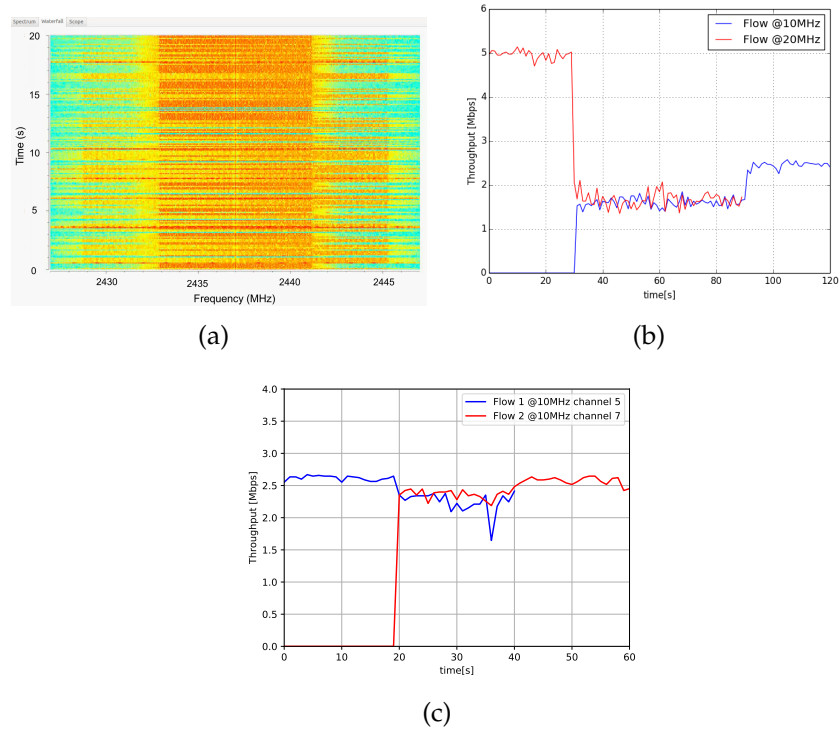 Spectrum Waterfall Scope
20
15
10
5
0
Time (s)
2430 2435 2440 2445
Frequency (MHz)
(a)
Flow @10MHz
Flow @20MHz
6
5
4
3
2
1
0
Throughput [Mbps]
0 20 40 60 80 100 120
time[s]
(b)
Flow 1 @10MHz channel 5
Flow 2 @10MHz channel 7
4.0
3.5
3.0
2.5
2.0
1.5
1.0
0.5
0.0
Throughput [Mbps]
0 10 20 30 40 50 60
time[s]
(c)